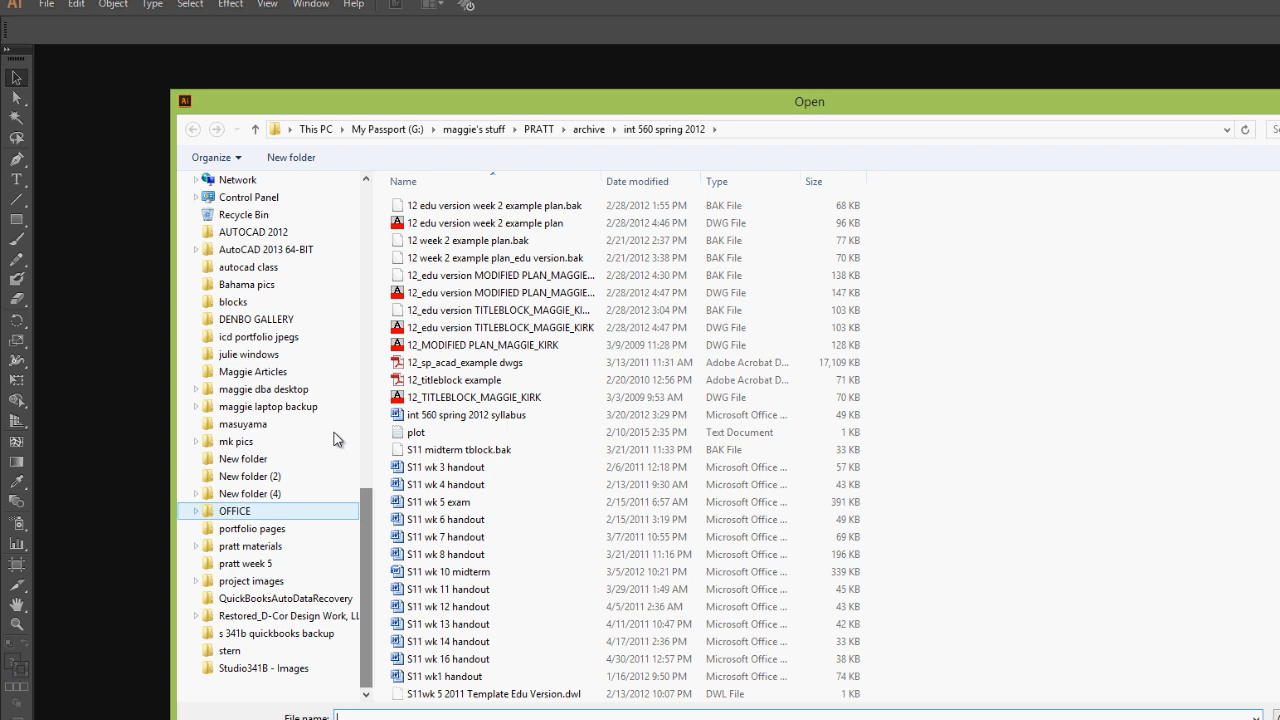 Ai File Edit Object Type Select Effect View Window Help Br
Ai Open
This PC My Passport (G:) maggie's stuff PRATT archive int 560 spring 2012
Organize New folder
Name Date modified Type Size
Network
Control Panel
Recycle Bin
AUTOCAD 2012
AutoCAD 2013 64-BIT
autocad class
Bahama pics
blocks
DENBO GALLERY
icd portfolio jpegs
julie windows
Maggie Articles
maggie dba desktop
maggie laptop backup
masuyama
mk pics
New folder
New folder (2)
New folder (4)
OFFICE
portfolio pages
pratt materials
pratt week 5
project images
QuickBooksAutoDataRecovery
Restored_D-Cor Design Work, LL
s 341b quickbooks backup
stern
Studio341B - Images
12 edu version week 2 example plan.bak 2/28/2012 1:55 PM BAK File 68 KB
12 edu version week 2 example plan 2/28/2012 4:46 PM DWG File 96 KB
12 week 2 example plan.bak 2/21/2012 2:37 PM BAK File 77 KB
12 week 2 example plan_edu version.bak 2/21/2012 3:38 PM BAK File 70 KB
12_edu version MODIFIED PLAN_MAGGIE... 2/28/2012 4:30 PM BAK File 138 KB
12_edu version MODIFIED PLAN_MAGGIE... 2/28/2012 4:47 PM DWG File 147 KB
12_edu version TITLEBLOCK_MAGGIE_KI... 2/28/2012 3:04 PM BAK File 103 KB
12_edu version TITLEBLOCK_MAGGIE_KIRK 2/28/2012 4:47 PM DWG File 103 KB
12_MODIFIED PLAN_MAGGIE_KIRK 3/9/2009 11:28 PM DWG File 128 KB
12_sp_acad_example dwgs 3/13/2011 11:31 AM Adobe Acrobat D... 17,109 KB
12_titleblock example 2/20/2010 12:56 PM Adobe Acrobat D... 71 KB
12_TITLEBLOCK_MAGGIE_KIRK 3/3/2009 9:53 AM DWG File 70 KB
int 560 spring 2012 syllabus 3/20/2012 3:29 PM Microsoft Office ... 43 KB
plot 2/10/2015 2:35 PM Text Document 1 KB
S11 midterm tblock.bak 3/21/2011 11:33 PM BAK File 33 KB
S11 wk 3 handout 2/6/2011 12:18 PM Microsoft Office ... 57 KB
S11 wk 4 handout 2/13/2011 9:30 AM Microsoft Office ... 43 KB
S11 wk 5 exam 2/15/2011 6:57 AM Microsoft Office ... 391 KB
S11 wk 6 handout 2/15/2011 3:19 PM Microsoft Office ... 49 KB
S11 wk 7 handout 3/7/2011 10:55 PM Microsoft Office ... 69 KB
S11 wk 8 handout 3/21/2011 11:16 PM Microsoft Office ... 196 KB
S11 wk 10 midterm 3/5/2012 10:21 PM Microsoft Office ... 339 KB
S11 wk 11 handout 3/29/2011 1:49 AM Microsoft Office ... 45 KB
S11 wk 12 handout 4/5/2011 2:36 AM Microsoft Office ... 43 KB
S11 wk 13 handout 4/11/2011 10:47 PM Microsoft Office ... 42 KB
S11 wk 14 handout 4/17/2011 2:36 PM Microsoft Office ... 33 KB
S11 wk 16 handout 4/30/2011 12:57 PM Microsoft Office ... 38 KB
S11 wk1 handout 1/16/2012 9:50 PM Microsoft Office ... 74 KB
S11wk 5 2011 Template Edu Version.dwl 2/13/2012 10:07 PM DWL File 1 KB
File name: